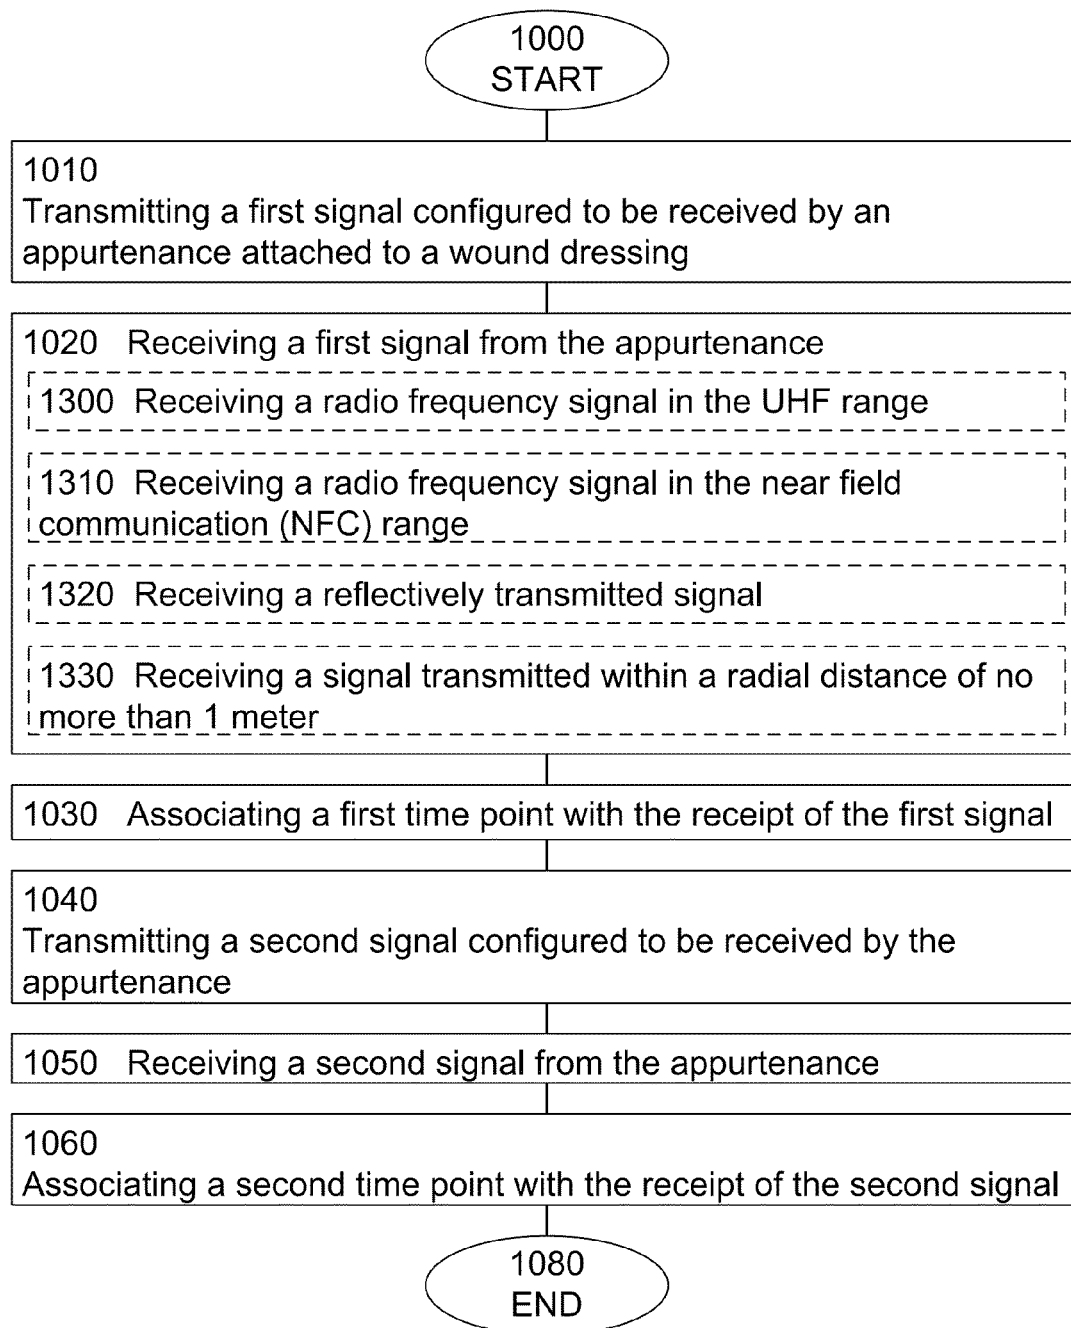 1000
START
1010
Transmitting a first signal configured to be received by an
appurtenance attached to a wound dressing
1020 Receiving a first signal from the appurtenance
1300 Receiving a radio frequency signal in the UHF range
1310 Receiving a radio frequency signal in the near field
communication (NFC) range
1320 Receiving a reflectively transmitted signal
1330 Receiving a signal transmitted within a radial distance of no
more than 1 meter
1030 Associating a first time point with the receipt of the first signal
1040
Transmitting a second signal configured to be received by the
appurtenance
1050 Receiving a second signal from the appurtenance
1060
Associating a second time point with the receipt of the second signal
1080
END